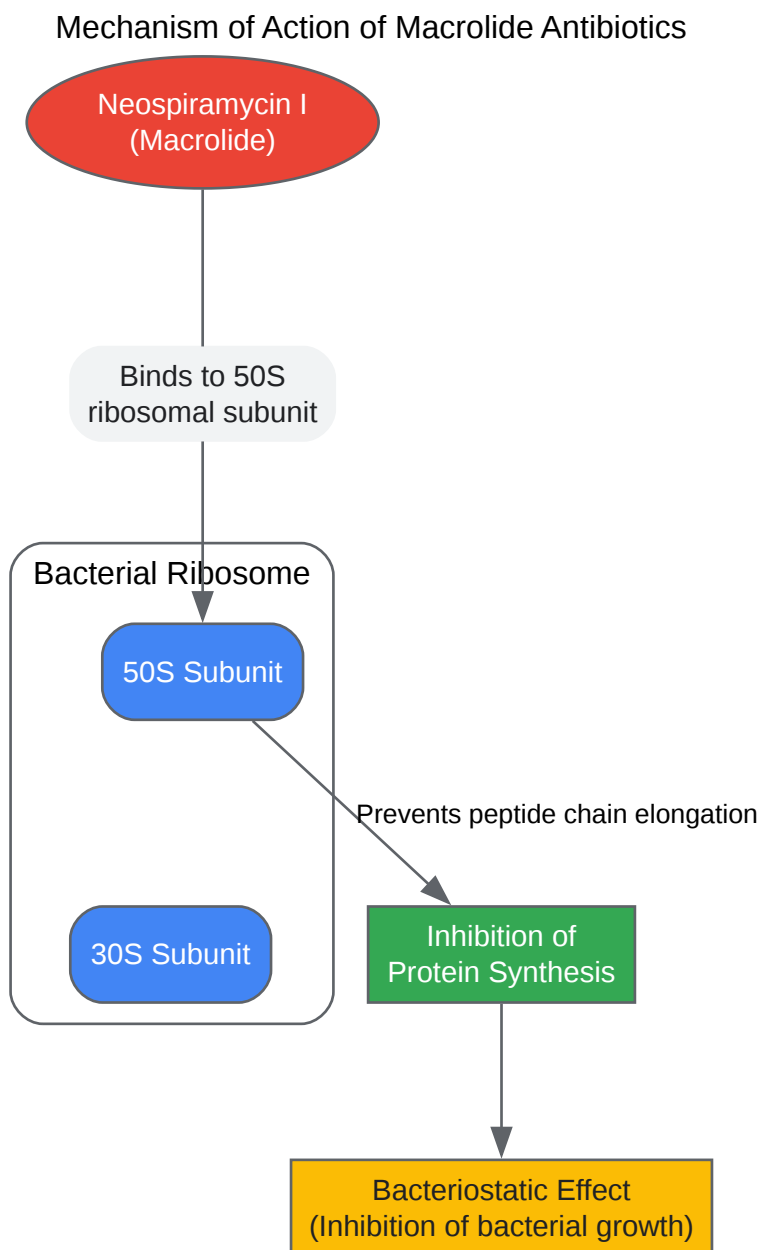 Mechanism of Action of Macrolide Antibiotics
Neospiramycin I
(Macrolide)
Binds to 50S
ribosomal subunit
Bacterial Ribosome
50S Subunit
Prevents peptide chain elongation
30S Subunit
Inhibition of
Protein Synthesis
Bacteriostatic Effect
(Inhibition of bacterial growth)